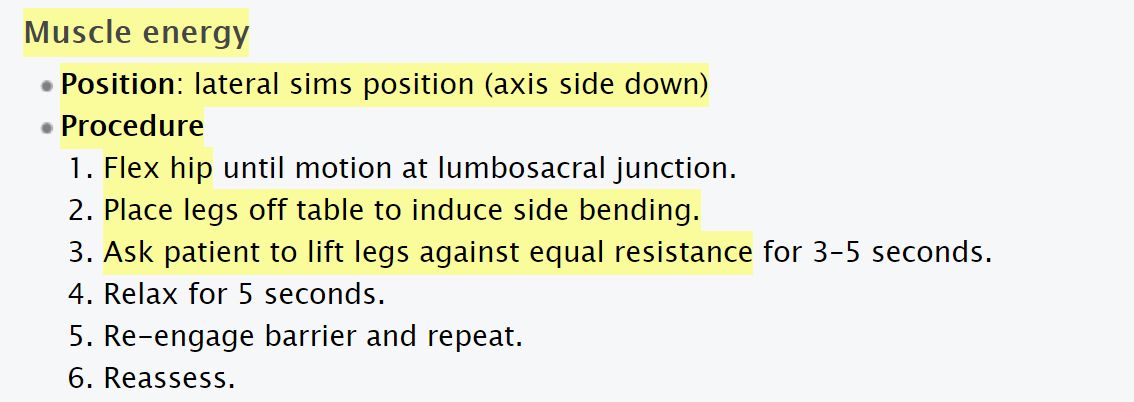 Muscle energy
Position: lateral sims position (axis side down)
Procedure
1. Flex hip until motion at lumbosacral junction.
2. Place legs off table to induce side bending.
3. Ask patient to lift legs against equal resistance for 3–5 seconds.
4. Relax for 5 seconds.
5. Re–engage barrier and repeat.
6. Reassess.